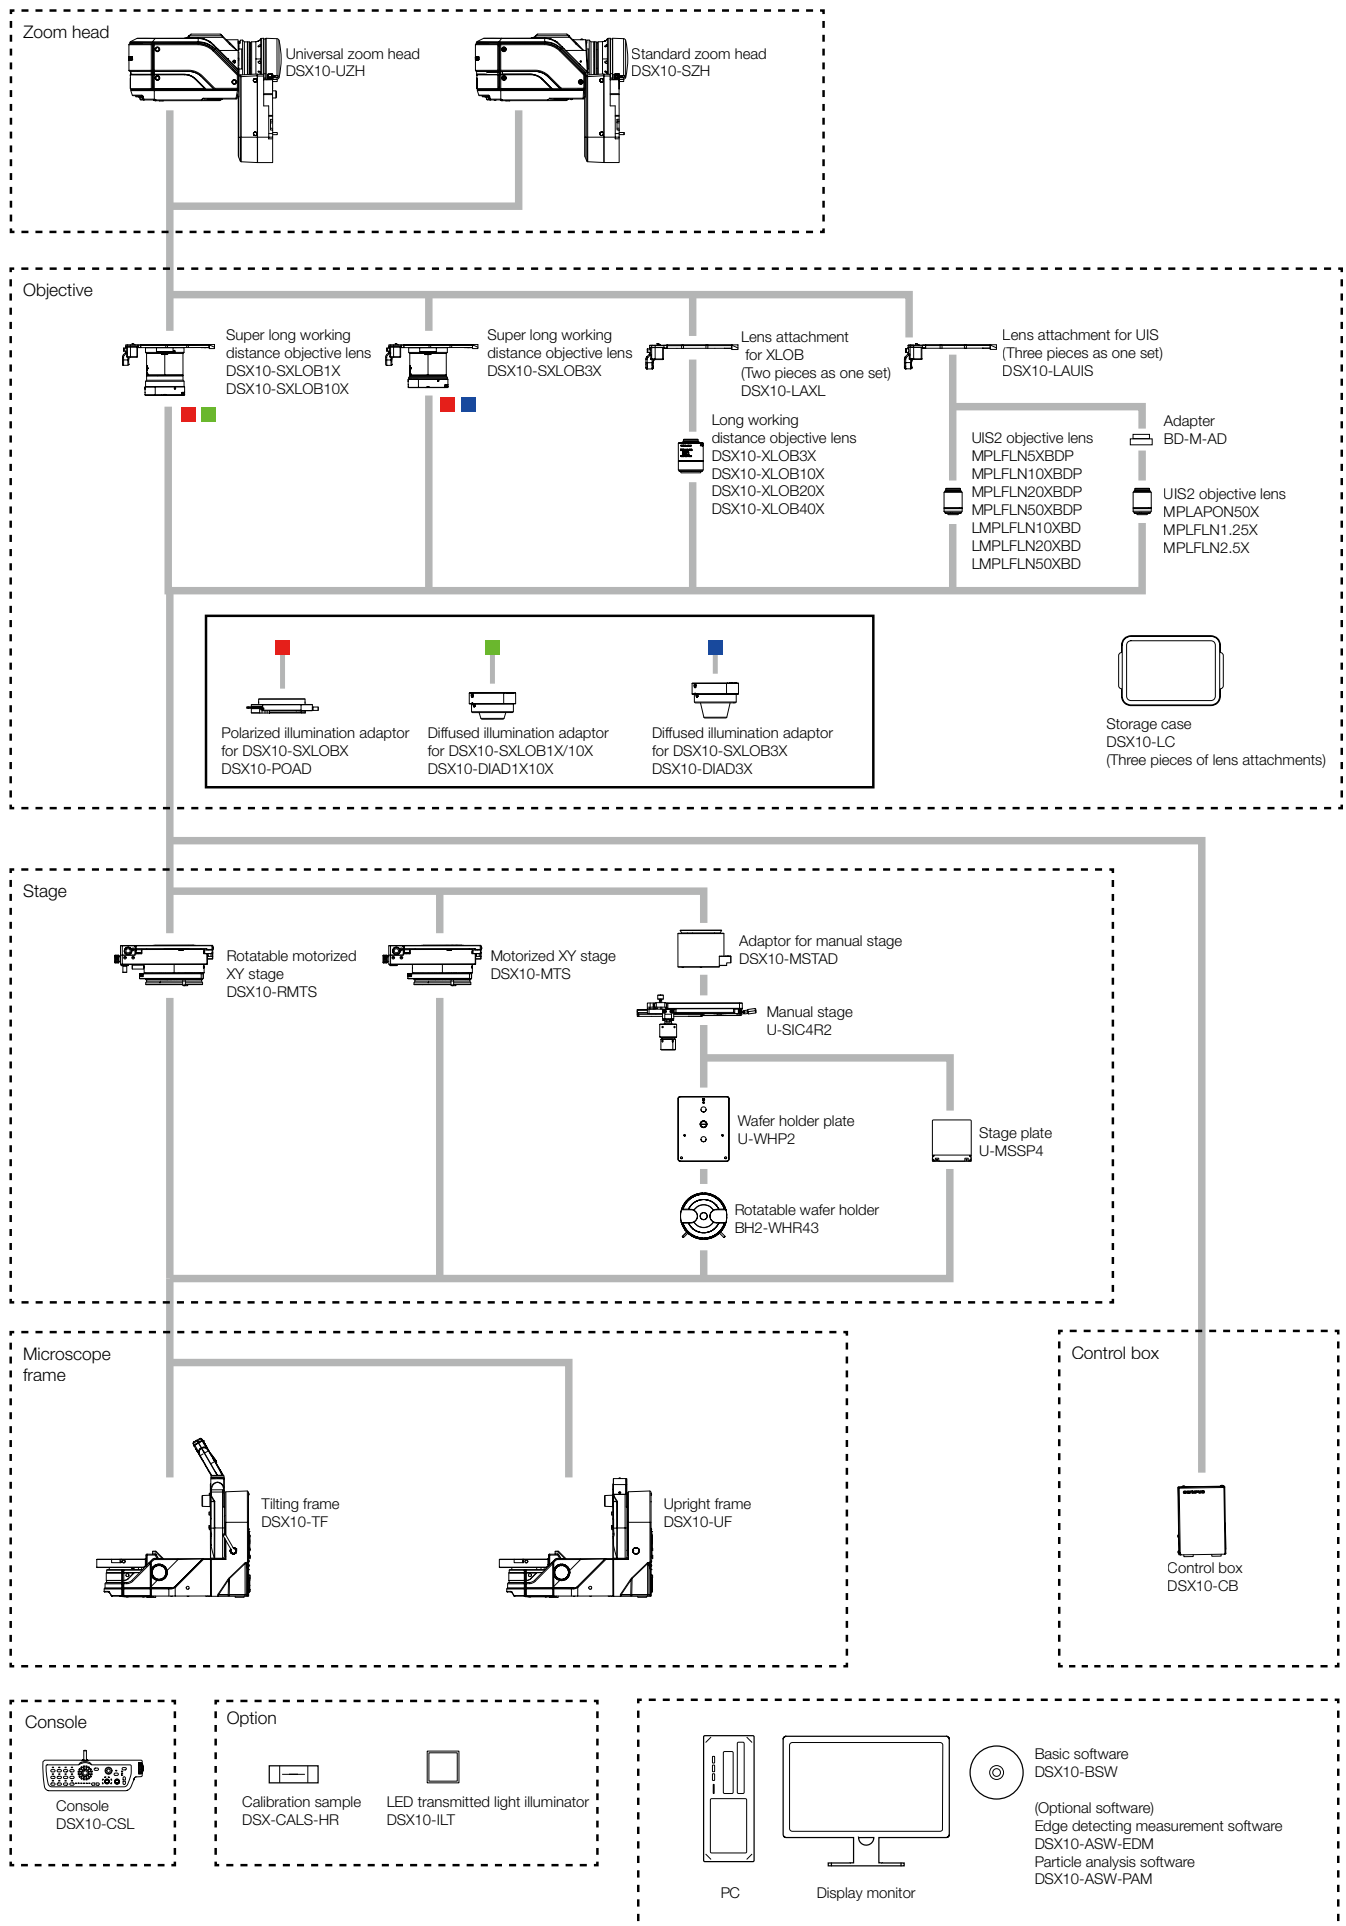 Zoom head
Universal zoom head
DSX10-UZH
Standard zoom head
DSX10-SZH
Objective
Super long working
distance objective lens
DSX10-SXLOB1X
DSX10-SXLOB10X
Super long working
distance objective lens
DSX10-SXLOB3X
Lens attachment
for XLOB
(Two pieces as one set)
DSX10-LAXL
Long working
distance objective lens
DSX10-XLOB3X
DSX10-XLOB10X
DSX10-XLOB20X
DSX10-XLOB40X
Lens attachment for UIS
(Three pieces as one set)
DSX10-LAUIS
UIS2 objective lens
MPLFLN5XBDP
MPLFLN10XBDP
MPLFLN20XBDP
MPLFLN50XBDP
LMPLFLN10XBD
LMPLFLN20XBD
LMPLFLN50XBD
Adapter
BD-M-AD
UIS2 objective lens
MPLAPON50X
MPLFLN1.25X
MPLFLN2.5X
Polarized illumination adaptor
for DSX10-SXLOBX
DSX10-POAD
Diffused illumination adaptor
for DSX10-SXLOB1X/10X
DSX10-DIAD1X10X
Diffused illumination adaptor
for DSX10-SXLOB3X
DSX10-DIAD3X
Storage case
DSX10-LC
(Three pieces of lens attachments)
Stage
Rotatable motorized
XY stage
DSX10-RMTS
Motorized XY stage
DSX10-MTS
Adaptor for manual stage
DSX10-MSTAD
Manual stage
U-SIC4R2
Wafer holder plate
U-WHP2
Stage plate
U-MSSP4
Rotatable wafer holder
BH2-WHR43
Microscope
frame
Tilting frame
DSX10-TF
Upright frame
DSX10-UF
Control box
OLYMPUS
Control box
DSX10-CB
Console
Console
DSX10-CSL
Option
Calibration sample
DSX-CALS-HR
LED transmitted light illuminator
DSX10-ILT
PC
Display monitor
Basic software
DSX10-BSW
(Optional software)
Edge detecting measurement software
DSX10-ASW-EDM
Particle analysis software
DSX10-ASW-PAM